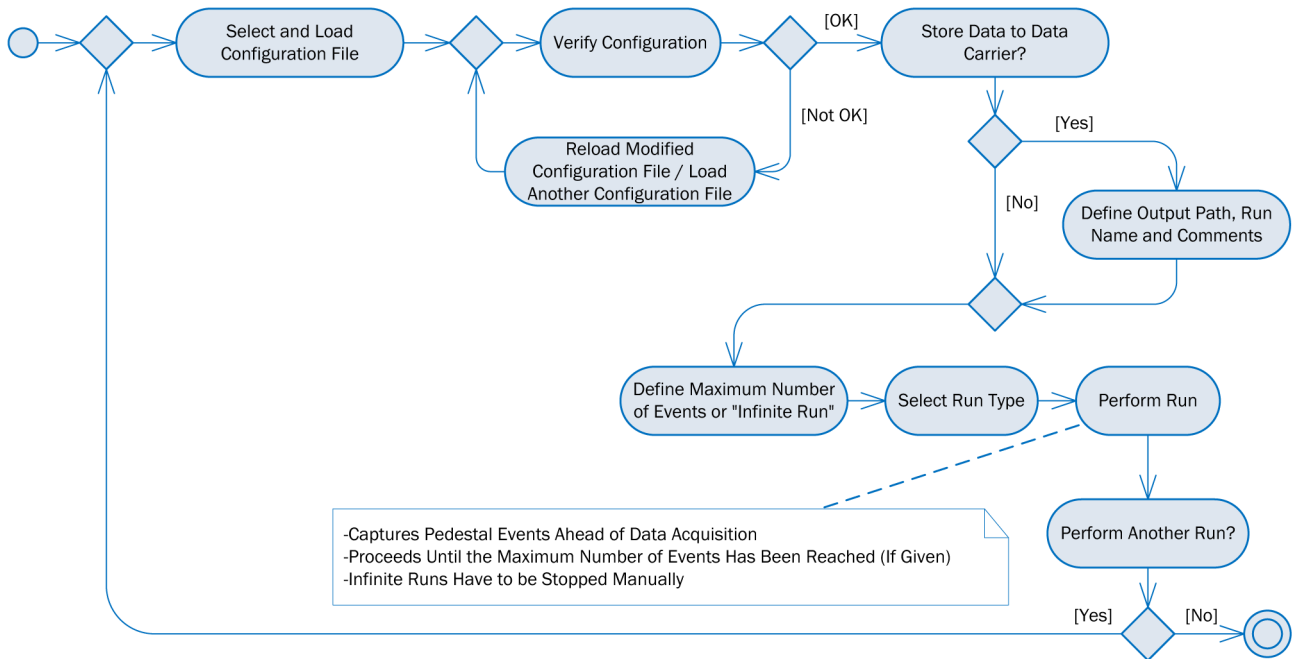 Select and Load
Configuration File
Verify Configuration
[OK]
Store Data to Data
Carrier?
[Not OK]
Reload Modified
Configuration File / Load
Another Configuration File
[Yes]
[No]
Define Output Path, Run
Name and Comments
Define Maximum Number
of Events or "Infinite Run"
Select Run Type
Perform Run
-Captures Pedestal Events Ahead of Data Acquisition
-Proceeds Until the Maximum Number of Events Has Been Reached (If Given)
-Infinite Runs Have to be Stopped Manually
Perform Another Run?
[Yes]
[No]